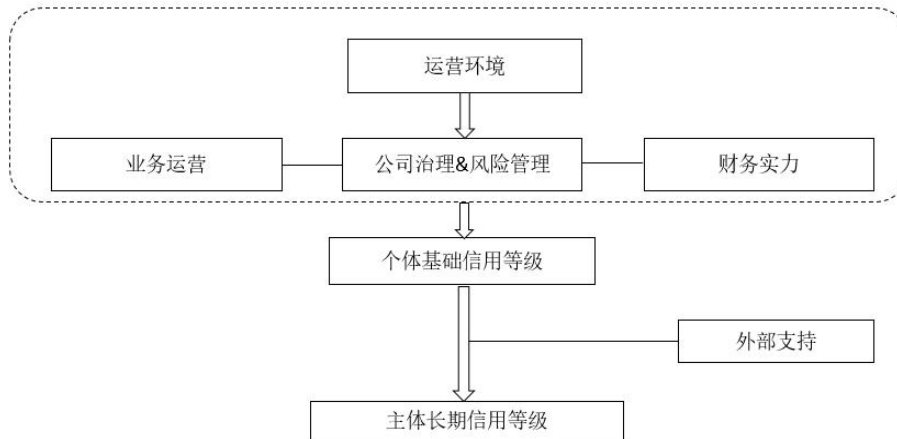 运营环境
业务运营
公司治理&风险管理
财务实力
个体基础信用等级
外部支持
主体长期信用等级